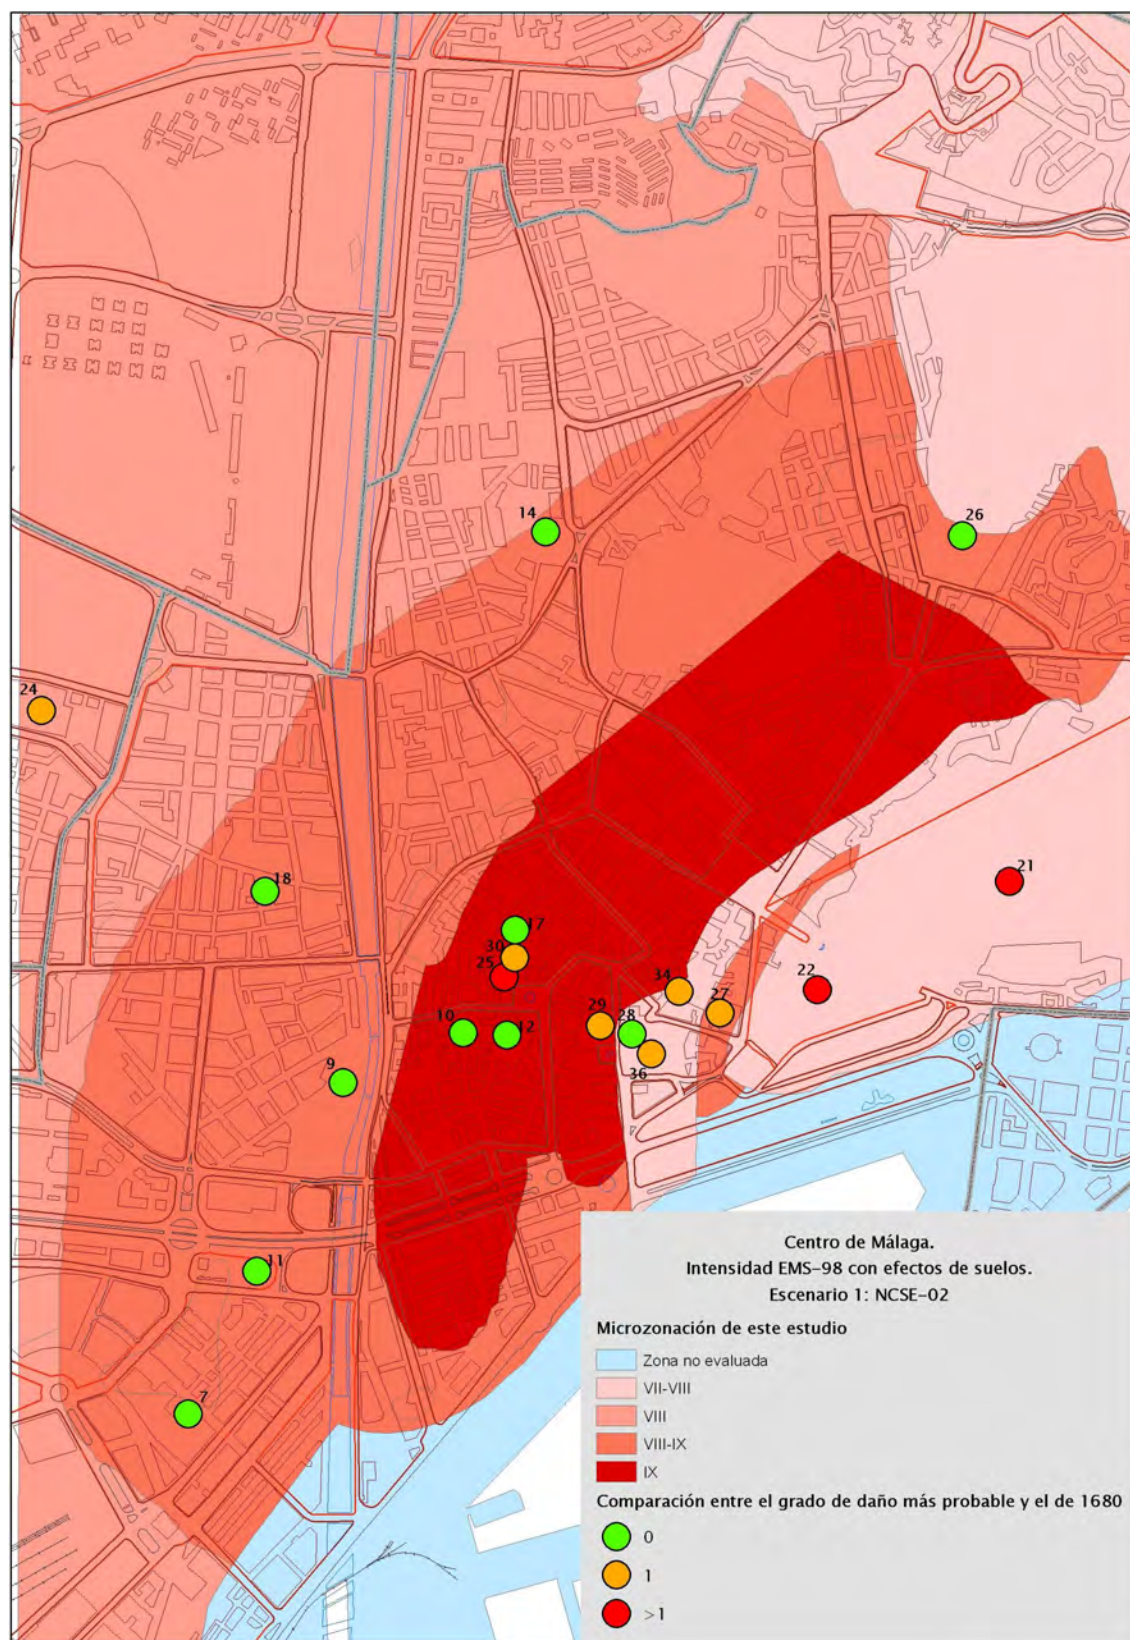 14
26
24
18
21
17
30
25
22
34
29
27
28
10
12
36
9
11
7
Centro de Málaga.
Intensidad EMS-98 con efectos de suelos.
Escenario 1: NCSE-02
Microzonación de este estudio
Zona no evaluada
VII-VIII
VIII
VIII-IX
IX
Comparación entre el grado de daño más probable y el de 1680
0
1
>1